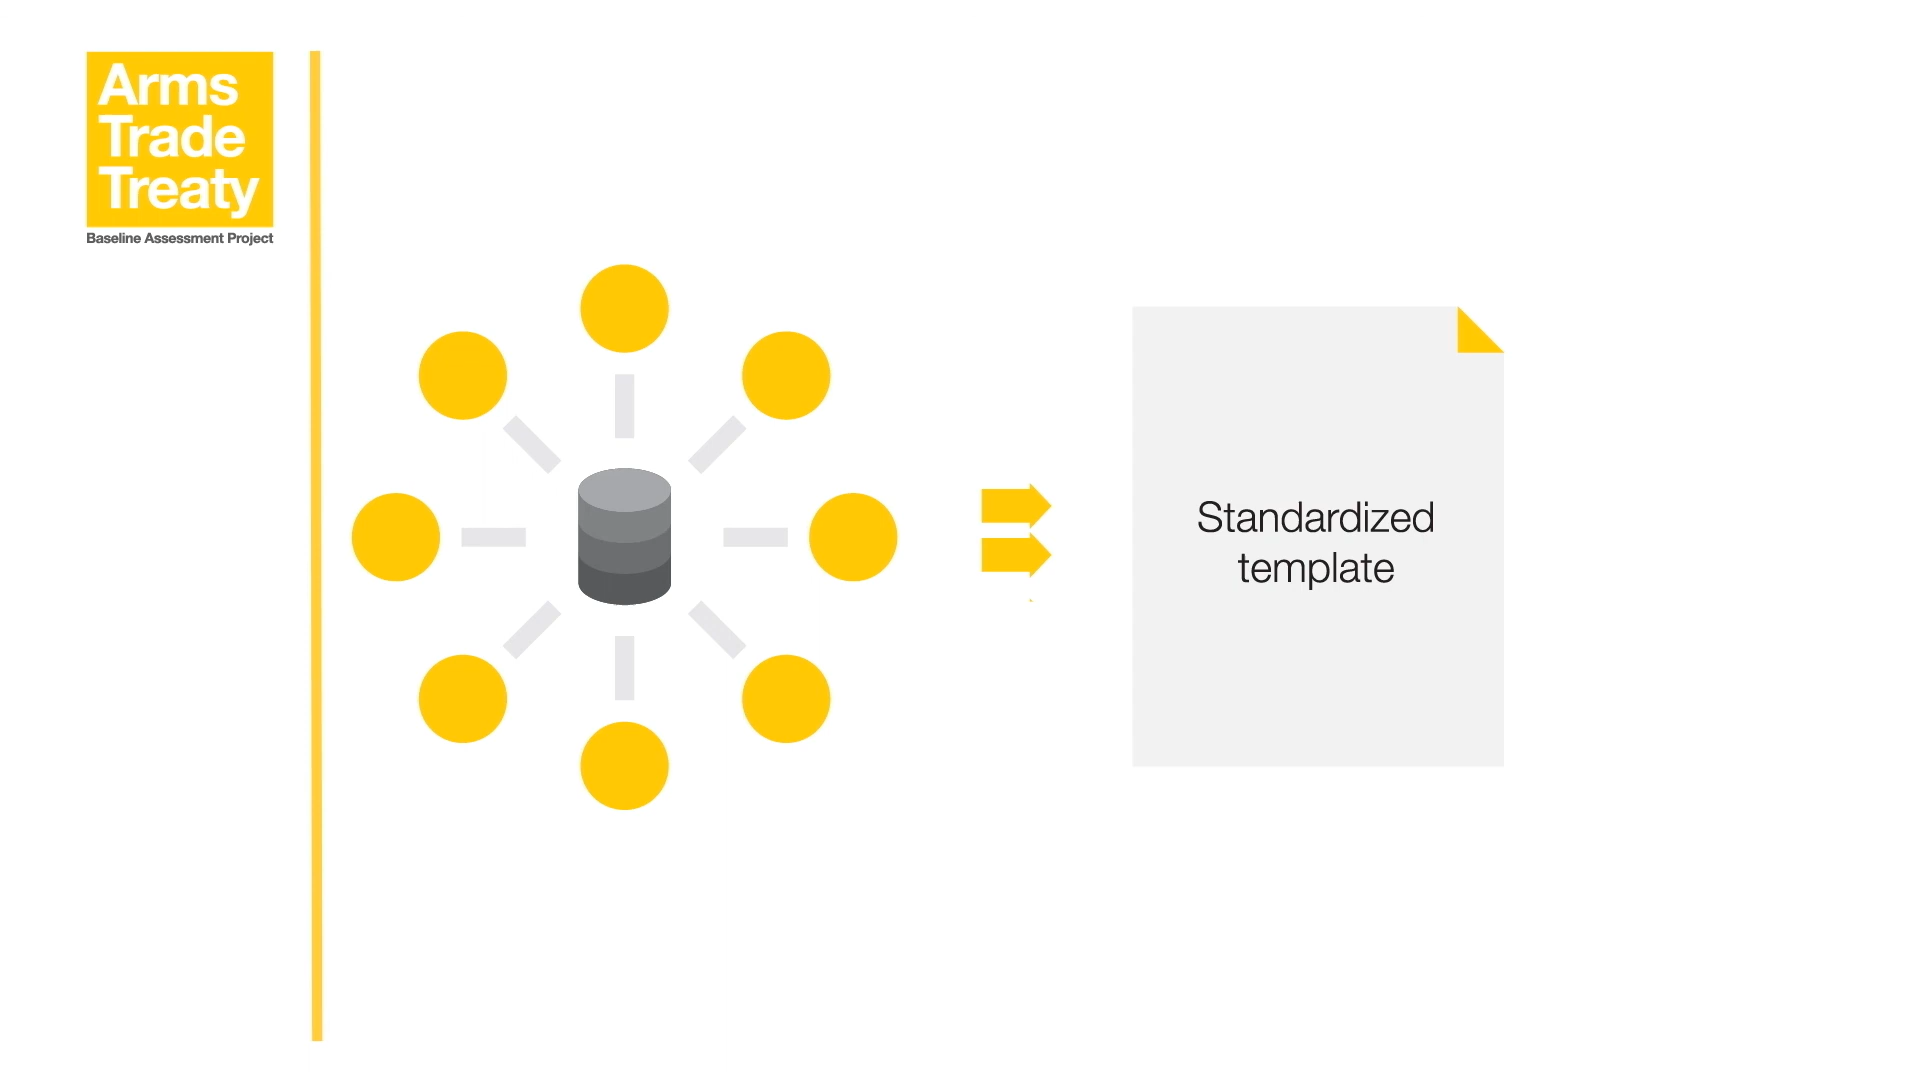 Arms
Trade
Treaty
Baseline Assessment Project
Standardized
template